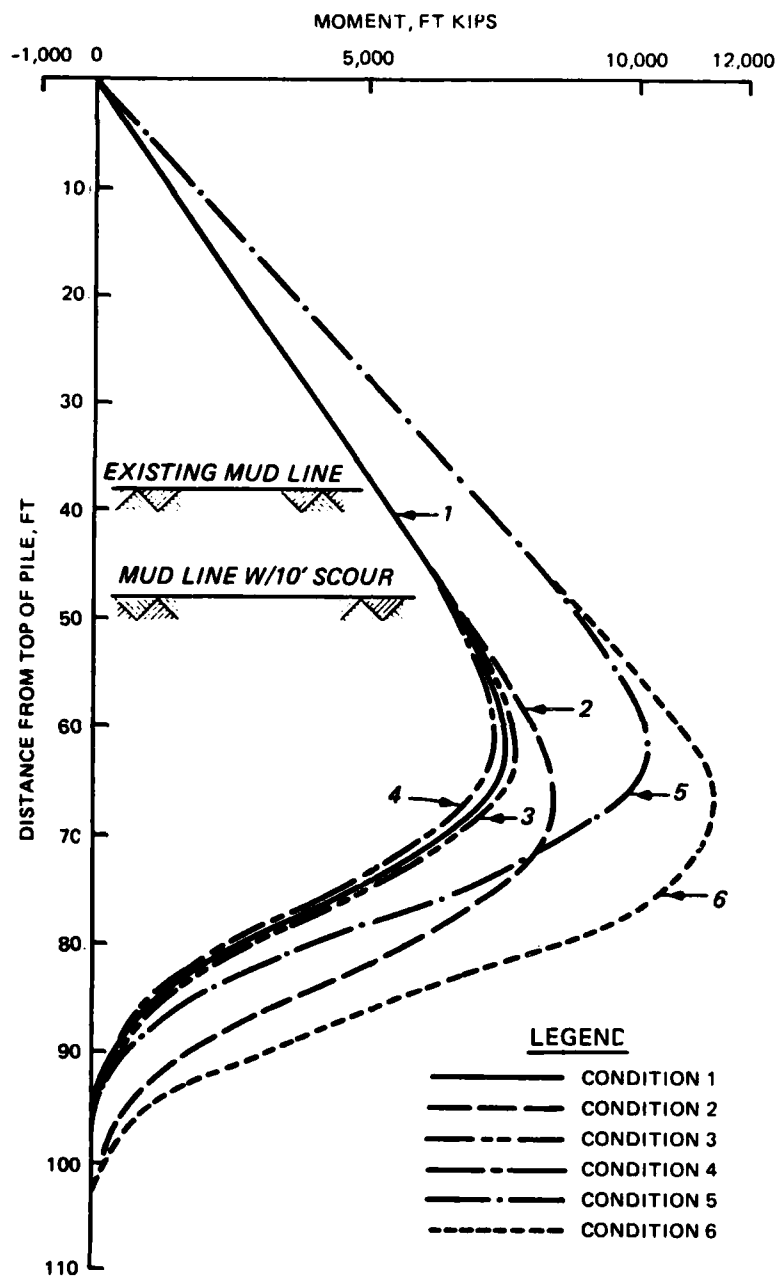 MOMENT, FT KIPS
-1,000 0 5,000 10,000 12,000
10
20
30
EXISTING MUD LINE
40
1
MUD LINE W/10' SCOUR
50
2
60
4
3
5
70
6
80
90
100
110
DISTANCE FROM TOP OF PILE, FT
LEGEND
CONDITION 1
CONDITION 2
CONDITION 3
CONDITION 4
CONDITION 5
CONDITION 6